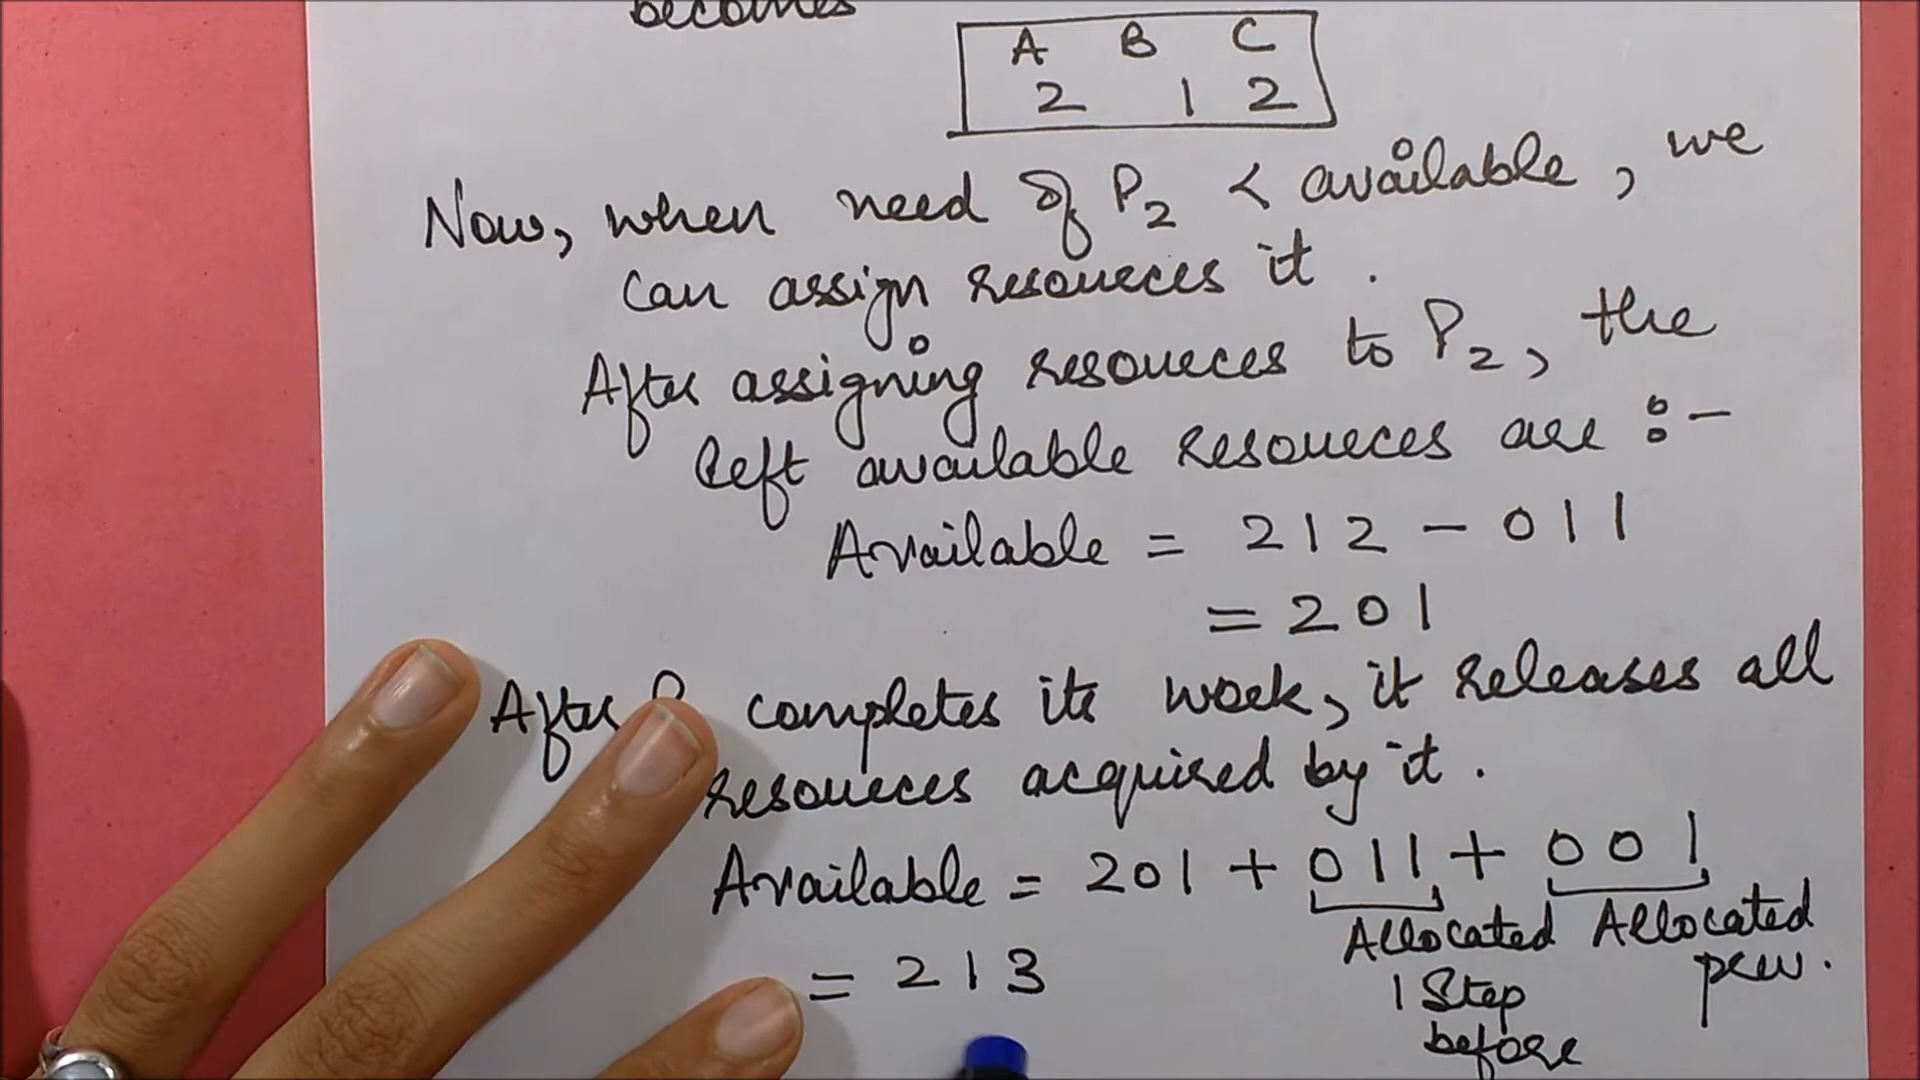 becomes
A B C
2 1 2
Now, when need of P2 < available, we
can assign resources it.
After assigning resources to P2, the
left available resources are :-
Available = 212 - 011
= 201
After completes its work, it releases all
resources acquired by it.
Available = 201 + 011 + 001
Allocated Allocated
1 Step prev.
before
= 213